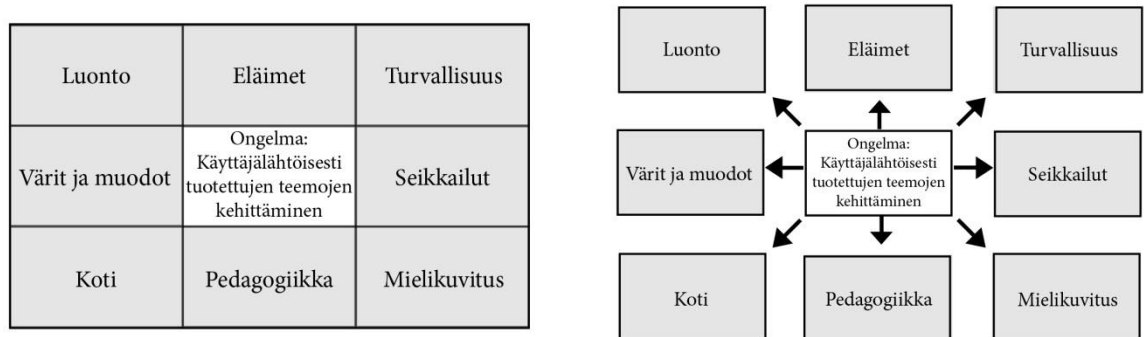 Luonto
Eläimet
Turvallisuus
Värit ja muodot
Ongelma:
Käyttäjälähtöisesti
tuotettujen teemojen
kehittäminen
Seikkailut
Koti
Pedagogiikka
Mielikuvitus
Luonto
Eläimet
Turvallisuus
Värit ja muodot
Ongelma:
Käyttäjälähtöisesti
tuotettujen teemojen
kehittäminen
Seikkailut
Koti
Pedagogiikka
Mielikuvitus